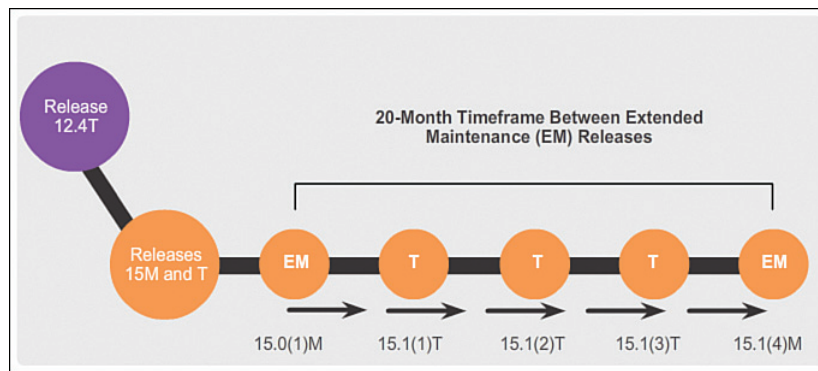 Release
12.4T
20-Month Timeframe Between Extended
Maintenance (EM) Releases
Releases
15M and T
EM
T
T
T
EM
15.0(1)M
15.1(1)T
15.1(2)T
15.1(3)T
15.1(4)M